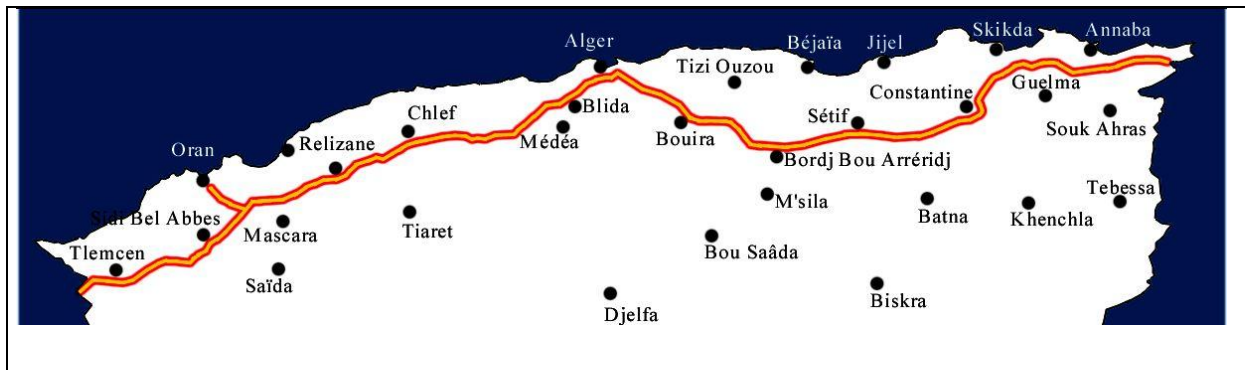 Skikda
Annaba
Alger
Béjaïa
Jijel
Tizi Ouzou
Guelma
Constantine
Blida
Chlef
Sétif
Souk Ahras
Oran
Relizane
Médéa
Bouira
Bordj Bou Arréridj
Tebessa
M'sila
Sidi Bel Abbes
Mascara
Tiaret
Batna
Khenchla
Tlemcen
Bou Saâda
Saïda
Biskra
Djelfa